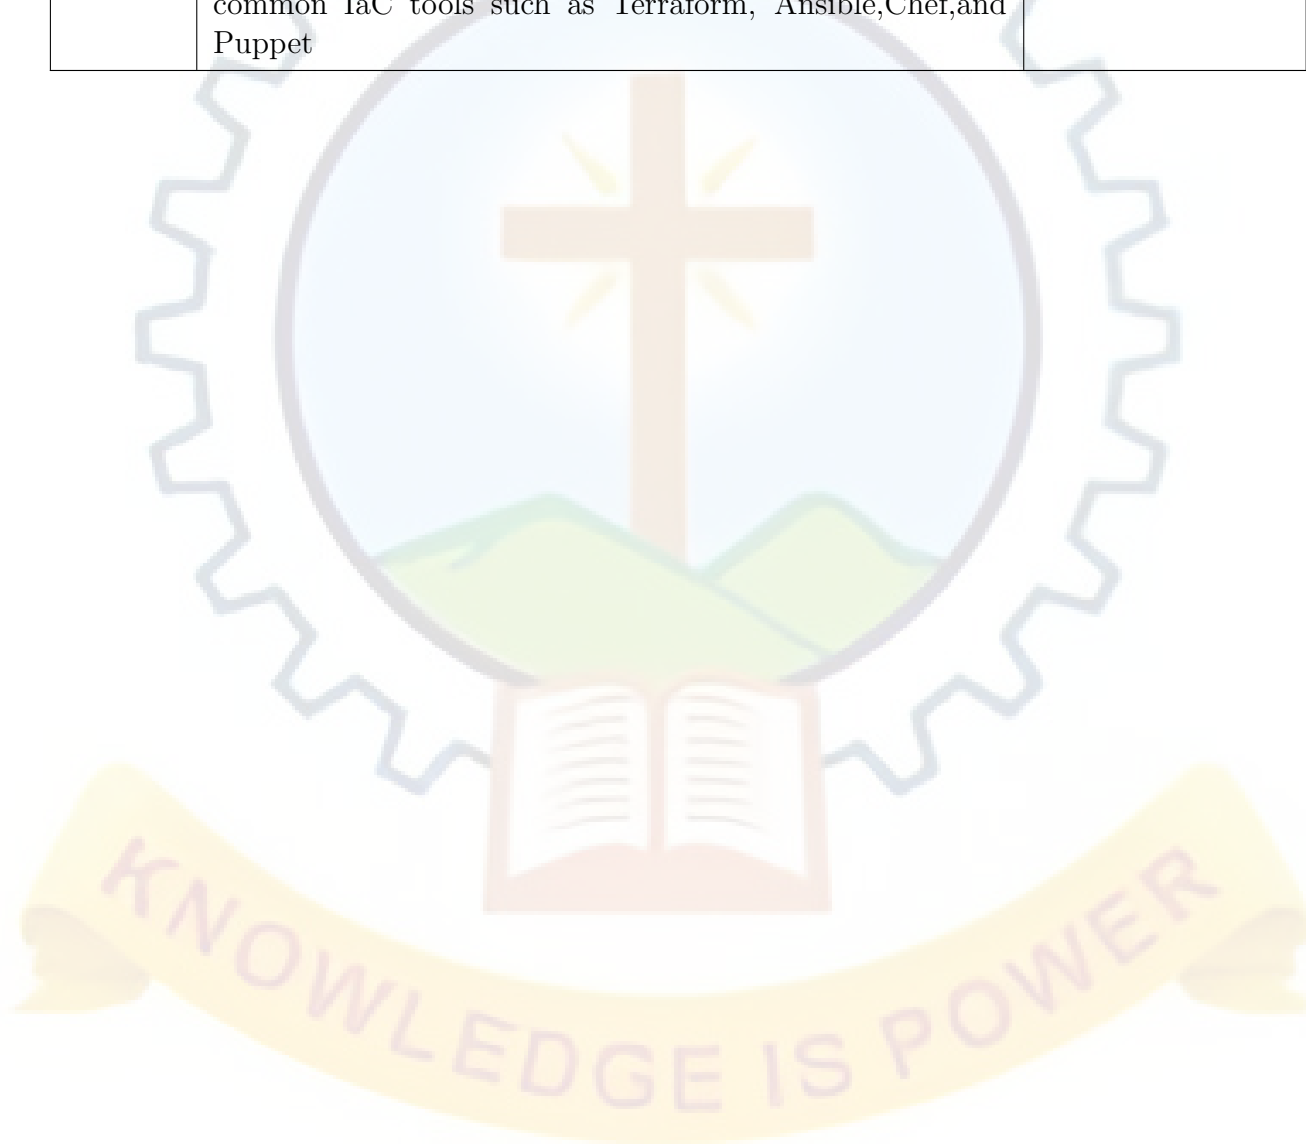 common IaC tools such as Terraform, Ansible,Chef,and
Puppet
KNOWLEDGE IS POWER